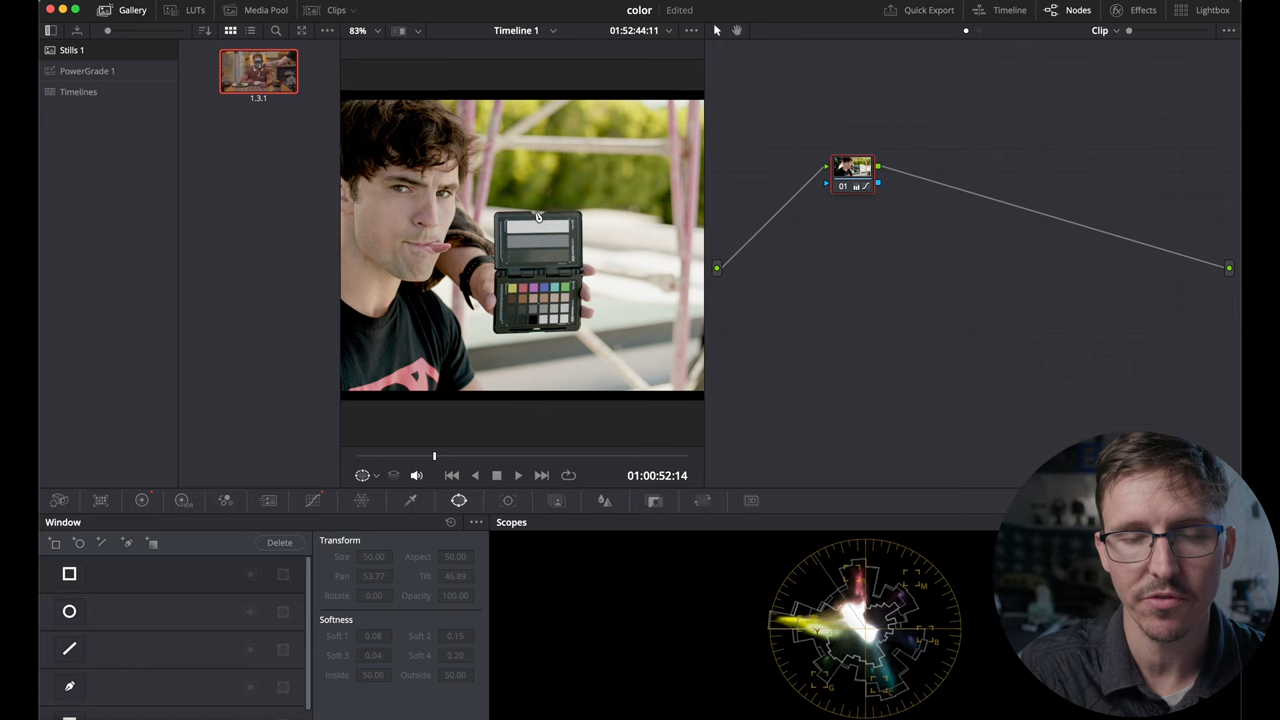 Gallery
LUTs
Media Pool
Clips
color
Edited
Quick Export
Timeline
Nodes
Effects
Lightbox
83%
Timeline 1
01:52:44:11
Clip
Stills 1
PowerGrade 1
Timelines
1.3.1
01
01:00:52:14
HDR
3D
Window
Delete
Transform
Size 50.00 Aspect 50.00
Pan 53.77 Tilt 46.89
Rotate 0.00 Opacity 100.00
Softness
Soft 1 0.08 Soft 2 0.15
Soft 3 0.04 Soft 4 0.20
Inside 50.00 Outside 50.00
Scopes
M
Y
B
G